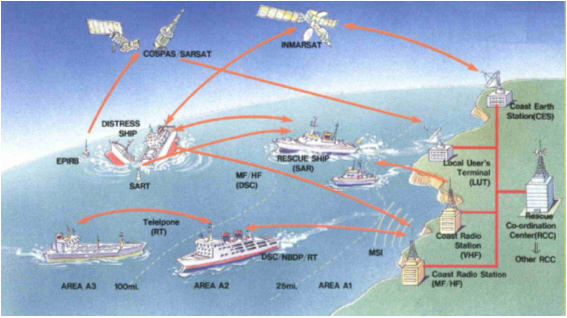 COSPAS/SARSAT
INMARSAT
Coast Earth
Station(CES)
DISTRESS
SHIP
EPIRB
SART
RESCUE SHIP
(SAR)
MF/HF
(DSC)
Local User's
Terminal
(LUT)
Telelpone
(RT)
Rescue
Co-ordination
Center(RCC)
⇓
Other RCC
Coast Radio
Station
(VHF)
DSC/NBDP/RT
MSI
Coast Radio Station
(MF/HF)
AREA A3
100mi.
AREA A2
25mi.
AREA A1